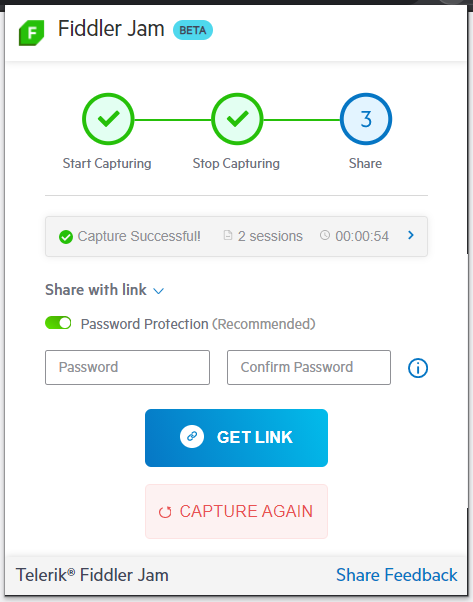 F Fiddler Jam BETA
3
Start Capturing Stop Capturing Share
Capture Successful! 2 sessions 00:00:54
Share with link
Password Protection (Recommended)
Password Confirm Password
GET LINK
CAPTURE AGAIN
Telerik® Fiddler Jam Share Feedback